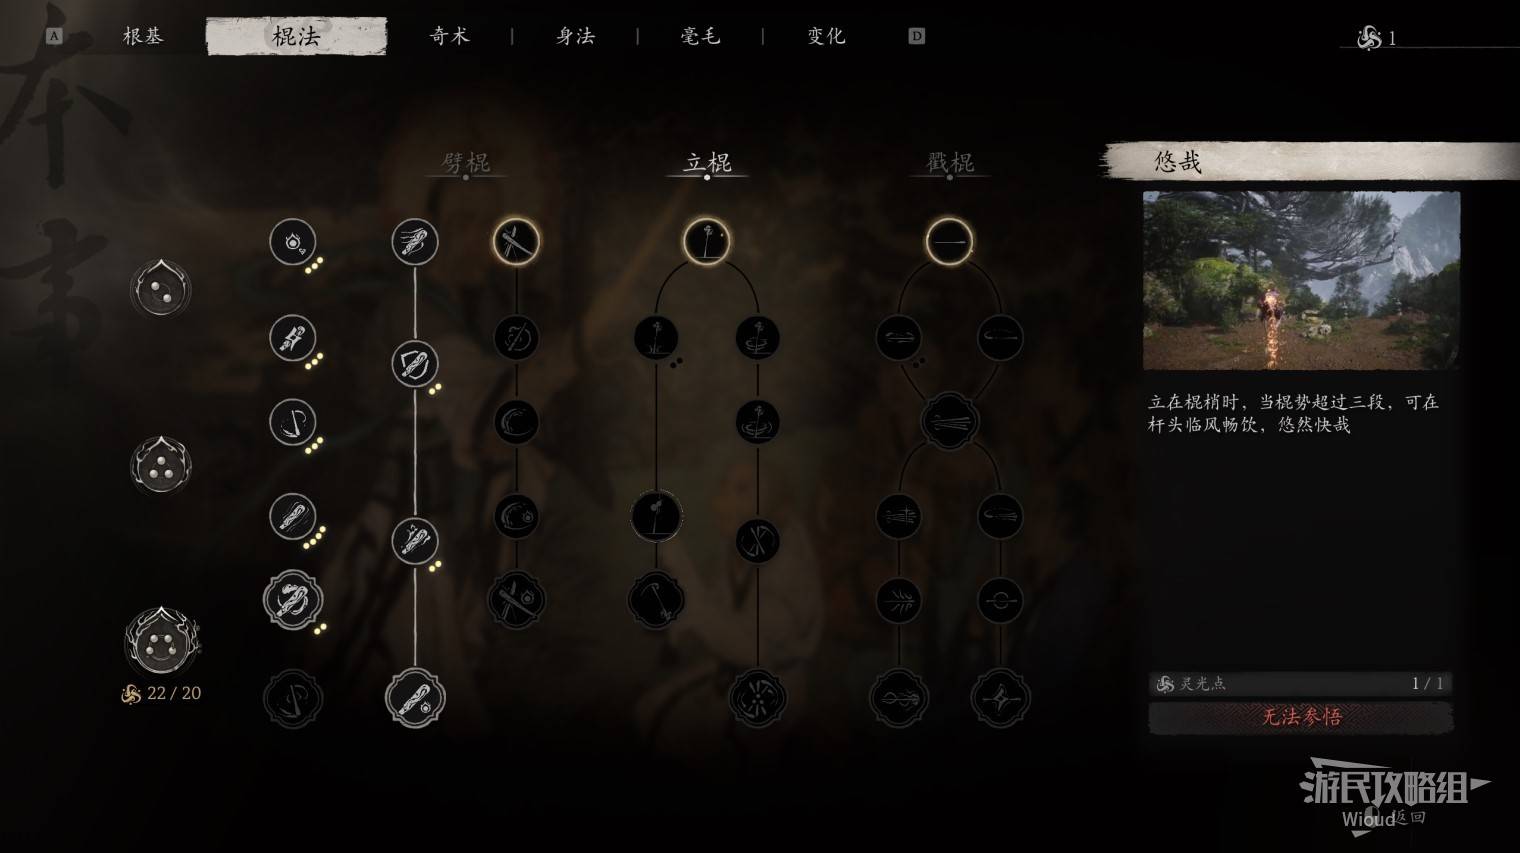 A 根基 棍法 奇术 | 身法 | 毫毛 | 变化 D
1
劈棍 立棍 戳棍
悠哉
立在棍梢时，当棍势超过三段，可在
杆头临风畅饮，悠然快哉
22 / 20
灵光点 1 / 1
无法参悟
游民攻略组
Wioud
返回